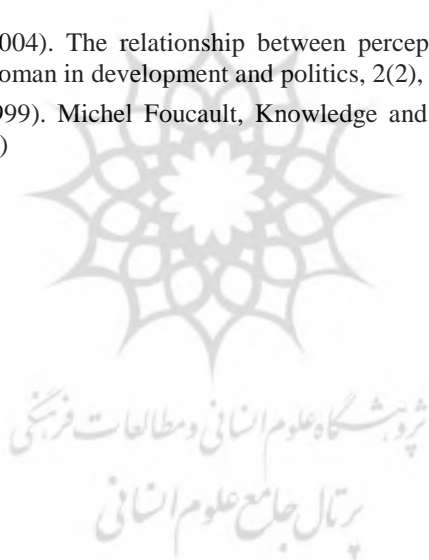 004). The relationship between percep
oman in development and politics, 2(2),
99). Michel Foucault, Knowledge and
)
پژوهشگاه علوم انسانی و مطالعات فرهنگی
پرتال جامع علوم انسانی